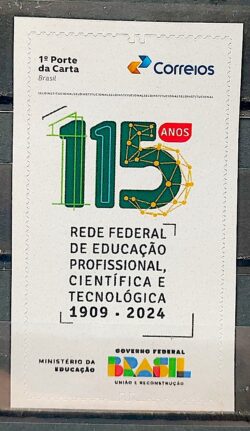 1º Porte
da Carta
Brasil
Correios
115
ANOS
REDE FEDERAL
DE EDUCAÇÃO
PROFISSIONAL,
CIENTÍFICA E
TECNOLÓGICA
1909 • 2024
MINISTÉRIO DA
EDUCAÇÃO
GOVERNO FEDERAL
BRASIL
UNIÃO E RECONSTRUÇÃO